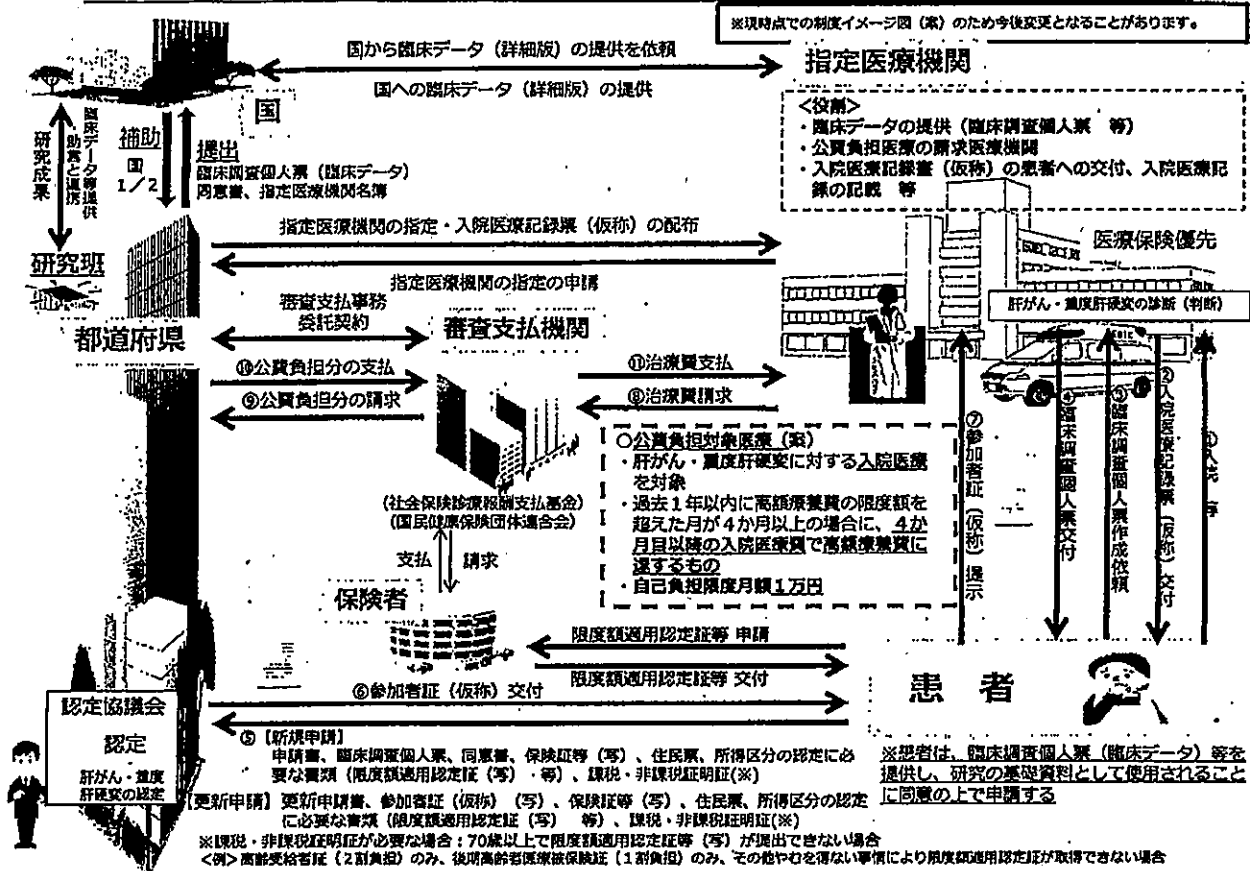 ※現時点での制度イメージ図（案）のため今後変更となることがあります。
国から臨床データ（詳細版）の提供を依頼
国への臨床データ（詳細版）の提供
指定医療機関
＜役割＞
・臨床データの提供（臨床調査個人票　等）
・公費負担医療の請求医療機関
・入院医療記録書（仮称）の患者への交付、入院医療記
録の記載　等
国
補助
国
1／2
提出
臨床調査個人票（臨床データ）
同意書、指定医療機関名簿
研究成果
臨床データ等提供
助言と連携
研究班
指定医療機関の指定・入院医療記録票（仮称）の配布
指定医療機関の指定の申請
医療保険優先
肝がん・重度肝硬変の診断（判断）
都道府県
審査支払事務
委託契約
審査支払機関
⑩公費負担分の支払
⑨公費負担分の請求
⑪治療費支払
⑧治療費請求
（社会保険診療報酬支払基金）
（国民健康保険団体連合会）
支払
請求
○公費負担対象医療（案）
・肝がん・重度肝硬変に対する入院医療
を対象
・過去１年以内に高額療養費の限度額を
超えた月が４か月以上の場合に、４か
月目以降の入院医療費で高額療養費に
達するもの
・自己負担限度月額１万円
⑦参加者証（仮称）提示
④臨床調査個人票交付
③臨床調査個人票作成依頼
②入院医療記録票（仮称）交付
①入院　等
保険者
限度額適用認定証等 申請
限度額適用認定証等 交付
⑥参加者証（仮称）交付
患者
認定協議会
認定
肝がん・重度
肝硬変の認定
⑤【新規申請】
申請書、臨床調査個人票、同意書、保険証等（写）、住民票、所得区分の認定に必
要な書類（限度額適用認定証（写）・等）、課税・非課税証明証(※)
【更新申請】更新申請書、参加者証（仮称）（写）、保険証等（写）、住民票、所得区分の認定
に必要な書類（限度額適用認定証（写）　等）、課税・非課税証明証(※)
※課税・非課税証明証が必要な場合：70歳以上で限度額適用認定証等（写）が提出できない場合
＜例＞高齢受給者証（２割負担）のみ、後期高齢者医療被保険証（１割負担）のみ、その他やむを得ない事情により限度額適用認定証が取得できない場合
※患者は、臨床調査個人票（臨床データ）等を
提供し、研究の基礎資料として使用されること
に同意の上で申請する